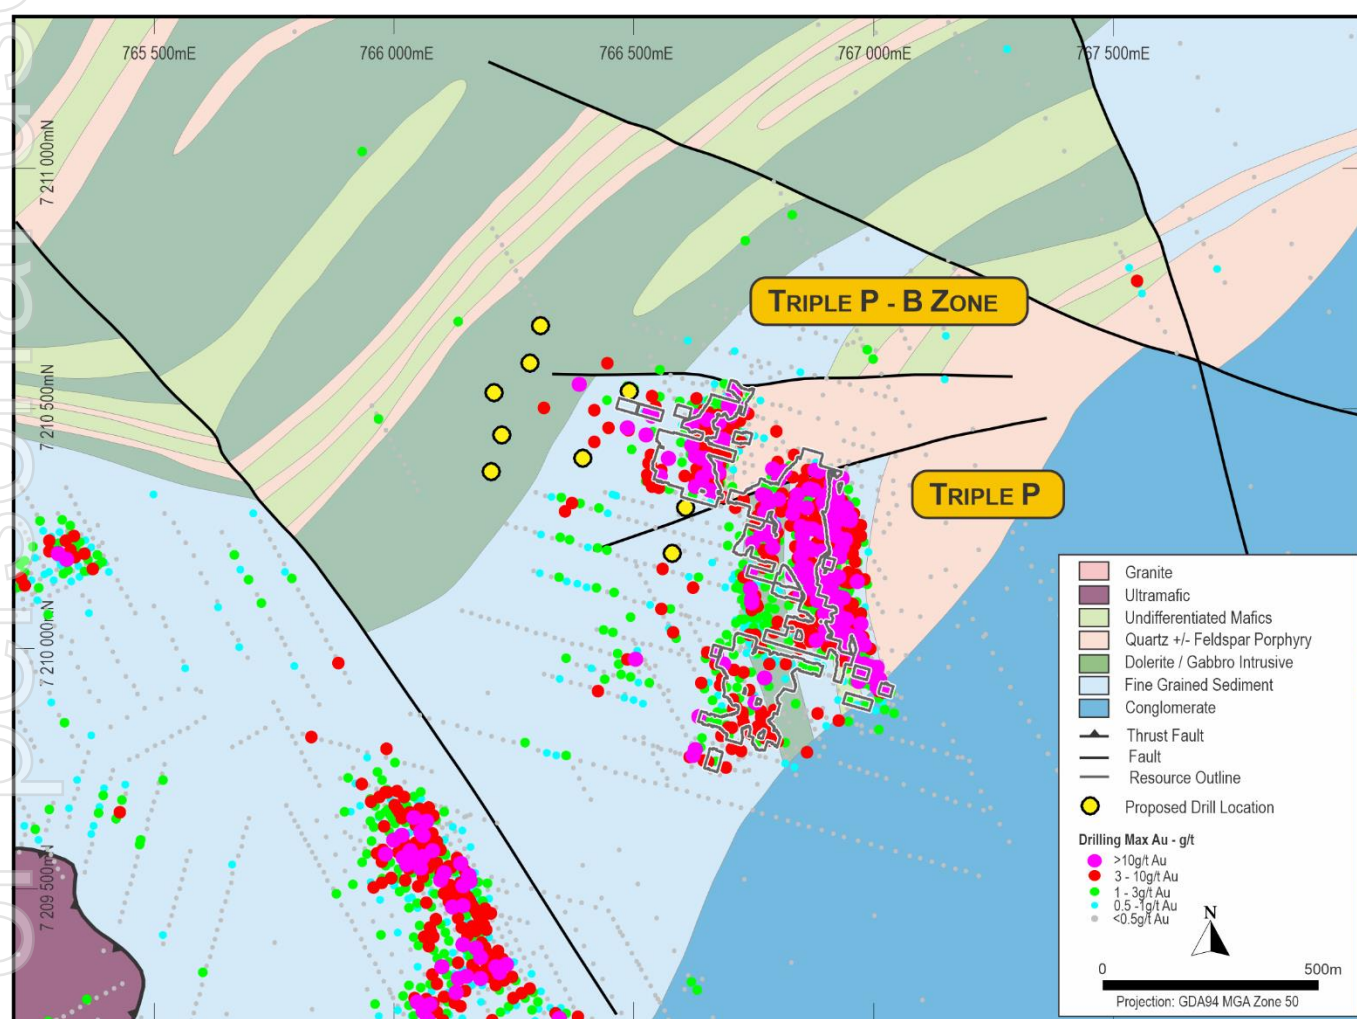 765 500mE
766 000mE
766 500mE
767 000mE
767 500mE
7 211 000mN
TRIPLE P - B ZONE
7 210 500mN
TRIPLE P
7 210 000mN
Granite
Ultramafic
Undifferentiated Mafics
Quartz +/- Feldspar Porphyry
Dolerite / Gabbro Intrusive
Fine Grained Sediment
Conglomerate
Thrust Fault
Fault
Resource Outline
Proposed Drill Location
Drilling Max Au - g/t
>10g/t Au
3 - 10g/t Au
1 - 3g/t Au
0.5 -1g/t Au
<0.5g/t Au
7 209 500mN
N
0
500m
Projection: GDA94 MGA Zone 50